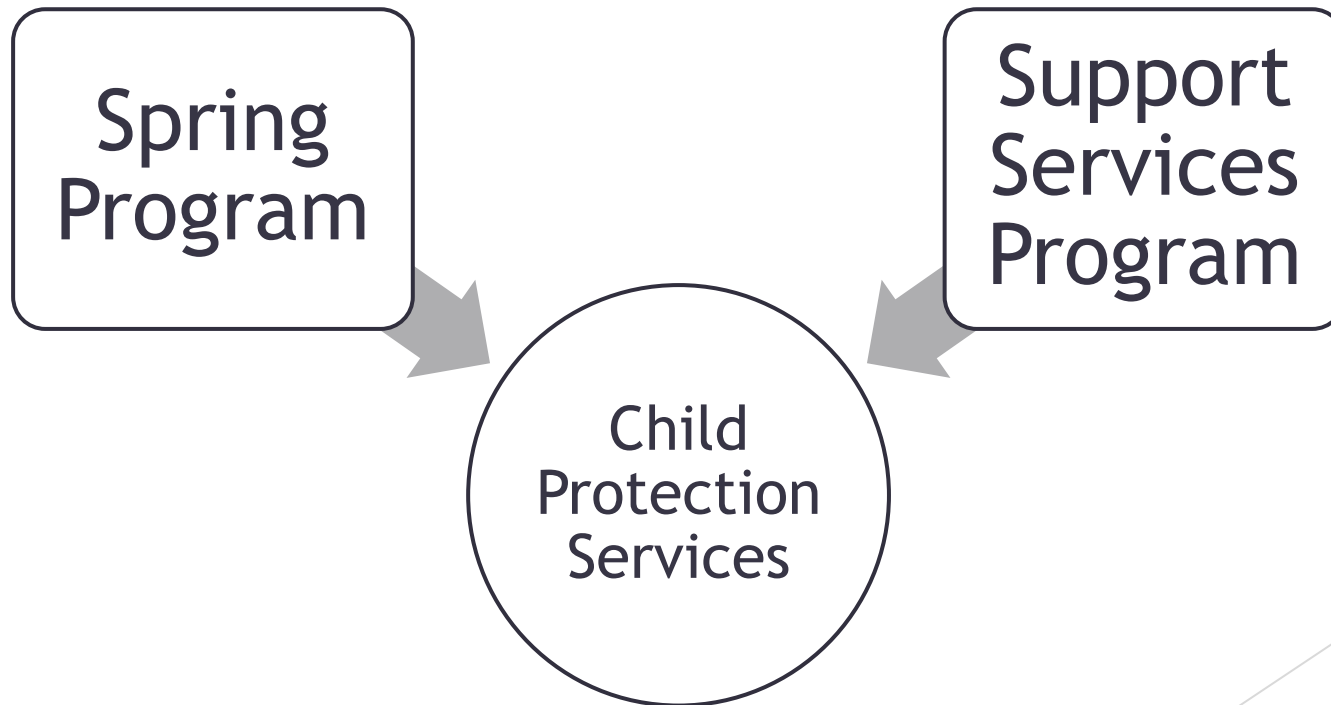 Spring
Program
Support
Services
Program
Child
Protection
Services